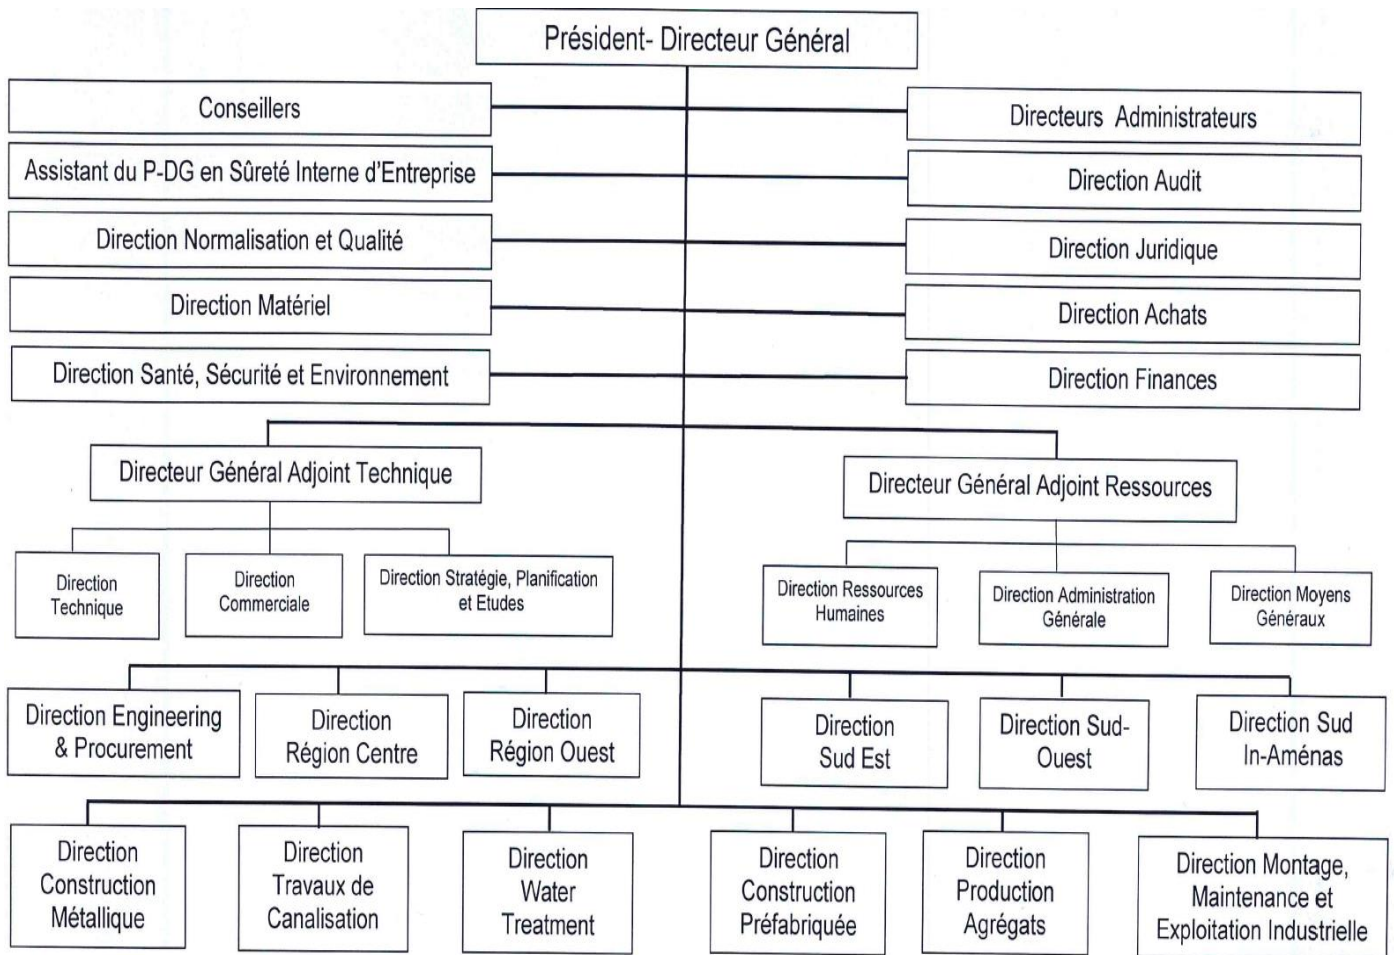 Président- Directeur Général
Conseillers
Directeurs Administrateurs
Assistant du P-DG en Sûreté Interne d'Entreprise
Direction Audit
Direction Normalisation et Qualité
Direction Juridique
Direction Matériel
Direction Achats
Direction Santé, Sécurité et Environnement
Direction Finances
Directeur Général Adjoint Technique
Directeur Général Adjoint Ressources
Direction
Technique
Direction
Commerciale
Direction Stratégie, Planification
et Etudes
Direction Ressources
Humaines
Direction Administration
Générale
Direction Moyens
Généraux
Direction Engineering
& Procurement
Direction
Région Centre
Direction
Région Ouest
Direction
Sud Est
Direction Sud-
Ouest
Direction Sud
In-Aménas
Direction
Construction
Métallique
Direction
Travaux de
Canalisation
Direction
Water
Treatment
Direction
Construction
Préfabriquée
Direction
Production
Agrégats
Direction Montage,
Maintenance et
Exploitation Industrielle